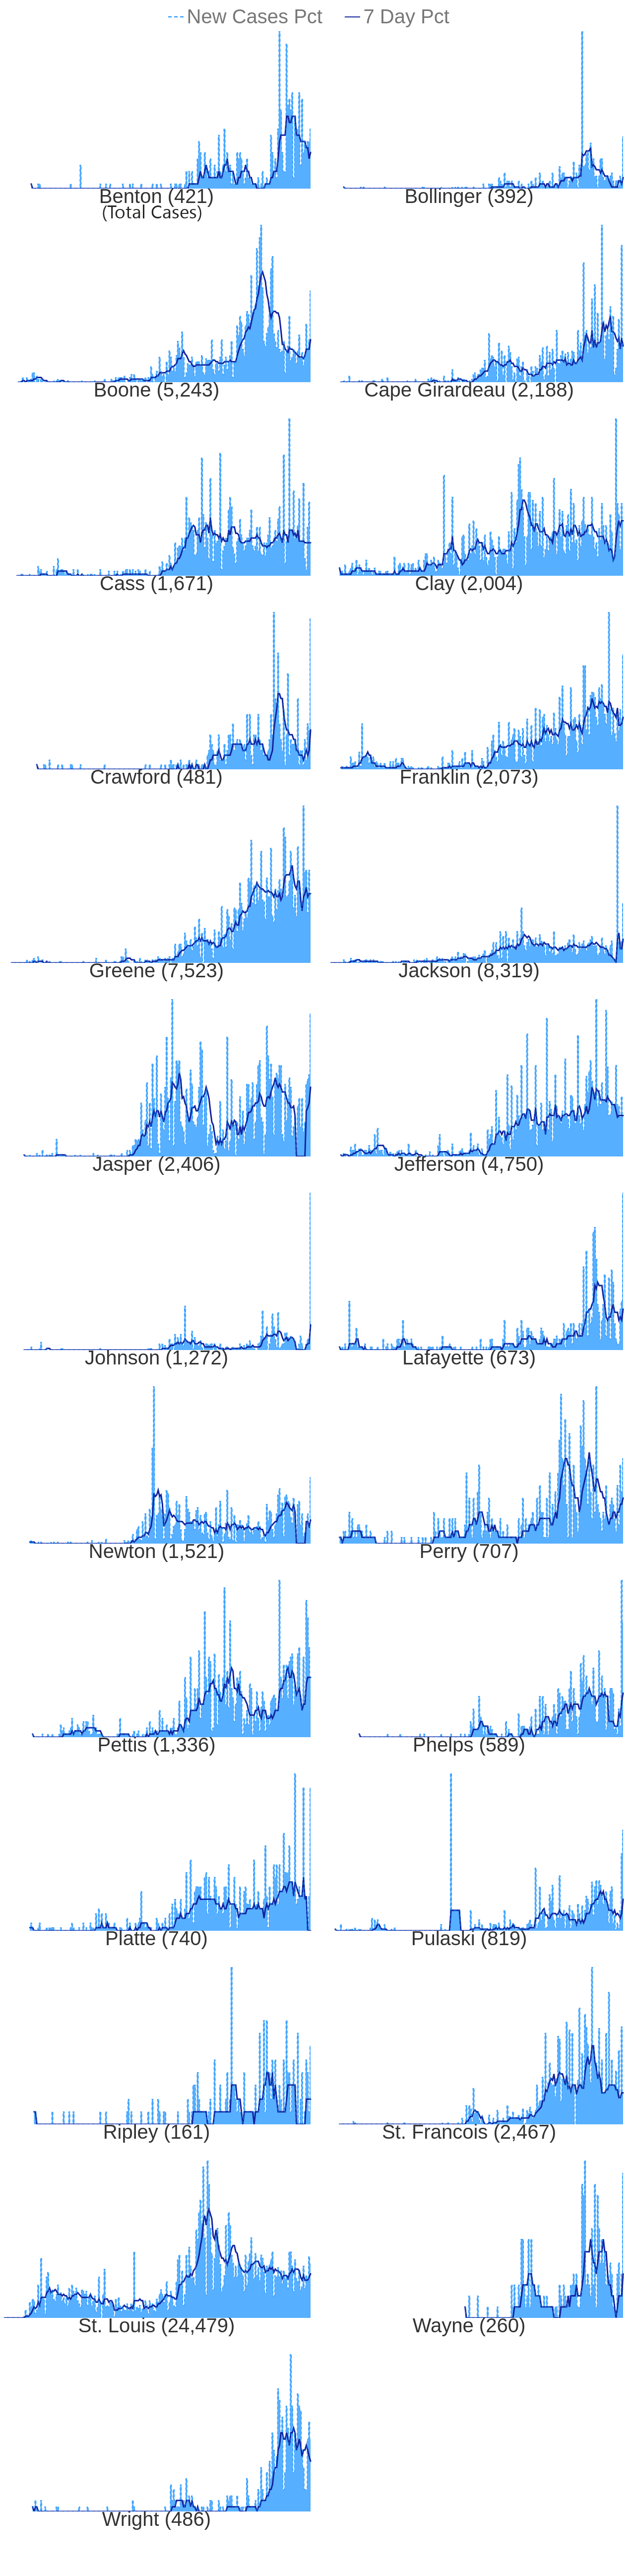 New Cases Pct 7 Day Pct
Benton (421) Bollinger (392)
(Total Cases)
Boone (5,243) Cape Girardeau (2,188)
Cass (1,671) Clay (2,004)
Crawford (481) Franklin (2,073)
Greene (7,523) Jackson (8,319)
Jasper (2,406) Jefferson (4,750)
Johnson (1,272) Lafayette (673)
Newton (1,521) Perry (707)
Pettis (1,336) Phelps (589)
Platte (740) Pulaski (819)
Ripley (161) St. Francois (2,467)
St. Louis (24,479) Wayne (260)
Wright (486)